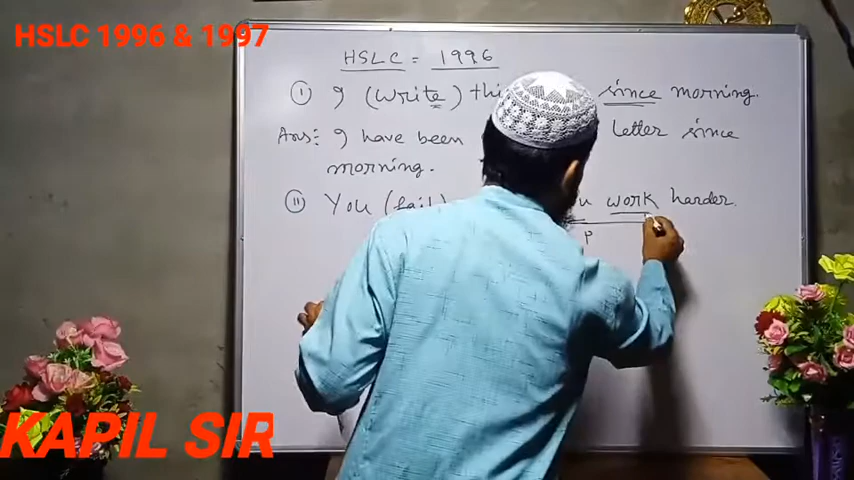 HSLC (1996 & 1997)
HSLC = 1996
(i) I (write) thi since morning.
Ans: I have been letter since
morning.
(ii) You (fail) work harder.
P
KAPIL SIR